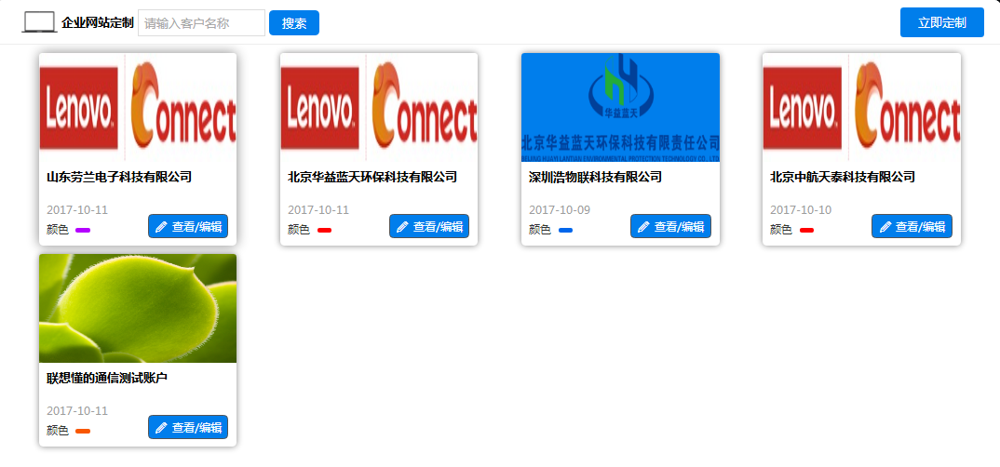 企业网站定制 请输入客户名称 搜索 立即定制
Lenovo™ Connect
Lenovo™ Connect
华益蓝天
北京华益蓝天环保科技有限责任公司
BEIJING HUAYI LANTIAN ENVIRONMENTAL PROTECTION TECHNOLOGY CO., LTD
Lenovo™ Connect
山东劳兰电子科技有限公司
2017-10-11
颜色 查看/编辑
北京华益蓝天环保科技有限公司
2017-10-11
颜色 查看/编辑
深圳浩物联科技有限公司
2017-10-09
颜色 查看/编辑
北京中航天泰科技有限公司
2017-10-10
颜色 查看/编辑
联想懂的通信测试账户
2017-10-11
颜色 查看/编辑